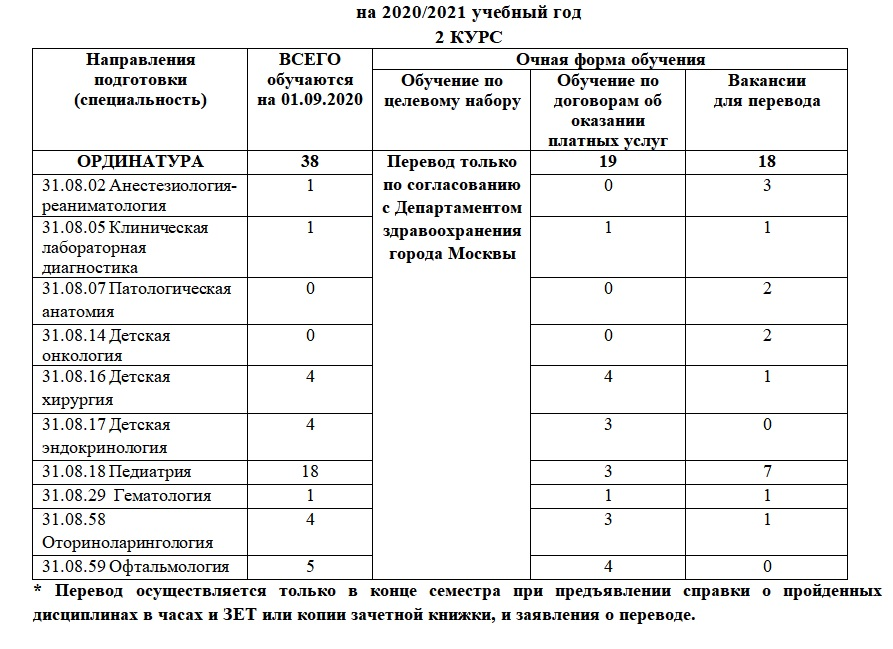 на 2020/2021 учебный год
2 КУРС
Направления подготовки (специальность) | ВСЕГО обучаются на 01.09.2020 | Очная форма обучения
Обучение по целевому набору | Обучение по договорам об оказании платных услуг | Вакансии для перевода
ОРДИНАТУРА | 38 | Перевод только по согласованию с Департаментом здравоохранения города Москвы | 19 | 18
31.08.02 Анестезиология-реаниматология | 1 | 0 | 3
31.08.05 Клиническая лабораторная диагностика | 1 | 1 | 1
31.08.07 Патологическая анатомия | 0 | 0 | 2
31.08.14 Детская онкология | 0 | 0 | 2
31.08.16 Детская хирургия | 4 | 4 | 1
31.08.17 Детская эндокринология | 4 | 3 | 0
31.08.18 Педиатрия | 18 | 3 | 7
31.08.29 Гематология | 1 | 1 | 1
31.08.58 Оториноларингология | 4 | 3 | 1
31.08.59 Офтальмология | 5 | 4 | 0
* Перевод осуществляется только в конце семестра при предъявлении справки о пройденных
дисциплинах в часах и ЗЕТ или копии зачетной книжки, и заявления о переводе.